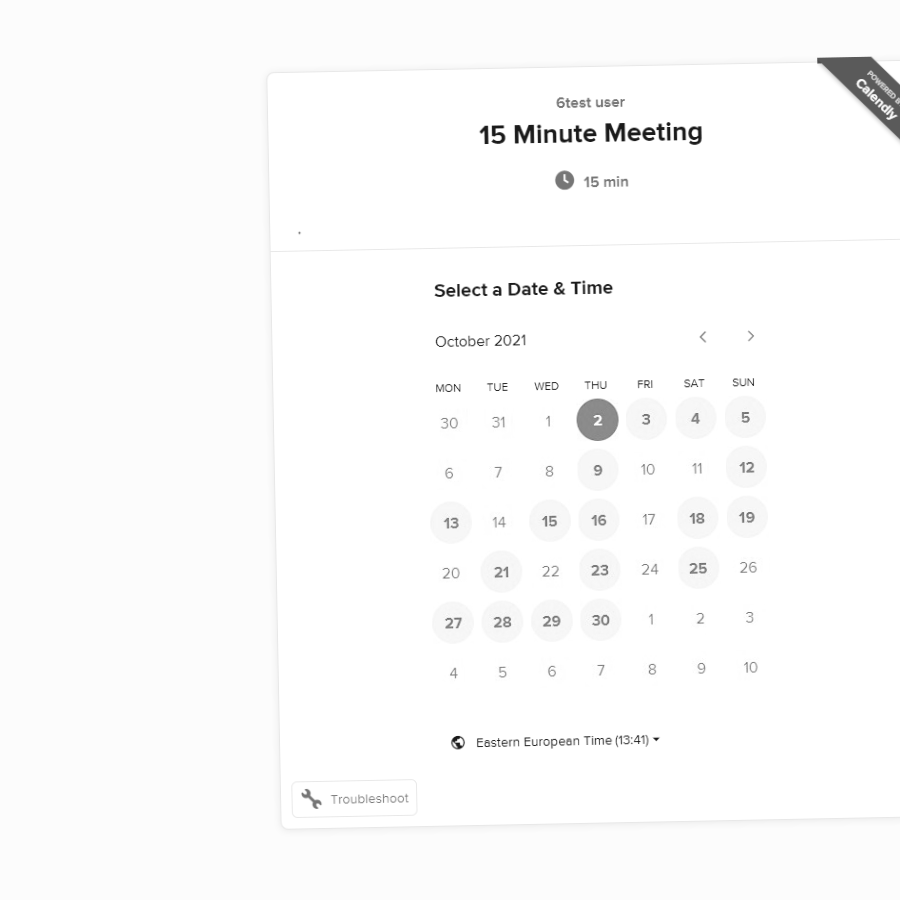 POWERED
Calendly
6test user
15 Minute Meeting
15 min
.
Select a Date & Time
October 2021
MON TUE WED THU FRI SAT SUN
30 31 1 2 3 4 5
6 7 8 9 10 11 12
13 14 15 16 17 18 19
20 21 22 23 24 25 26
27 28 29 30 1 2 3
4 5 6 7 8 9 10
Eastern European Time (13:41)
Troubleshoot